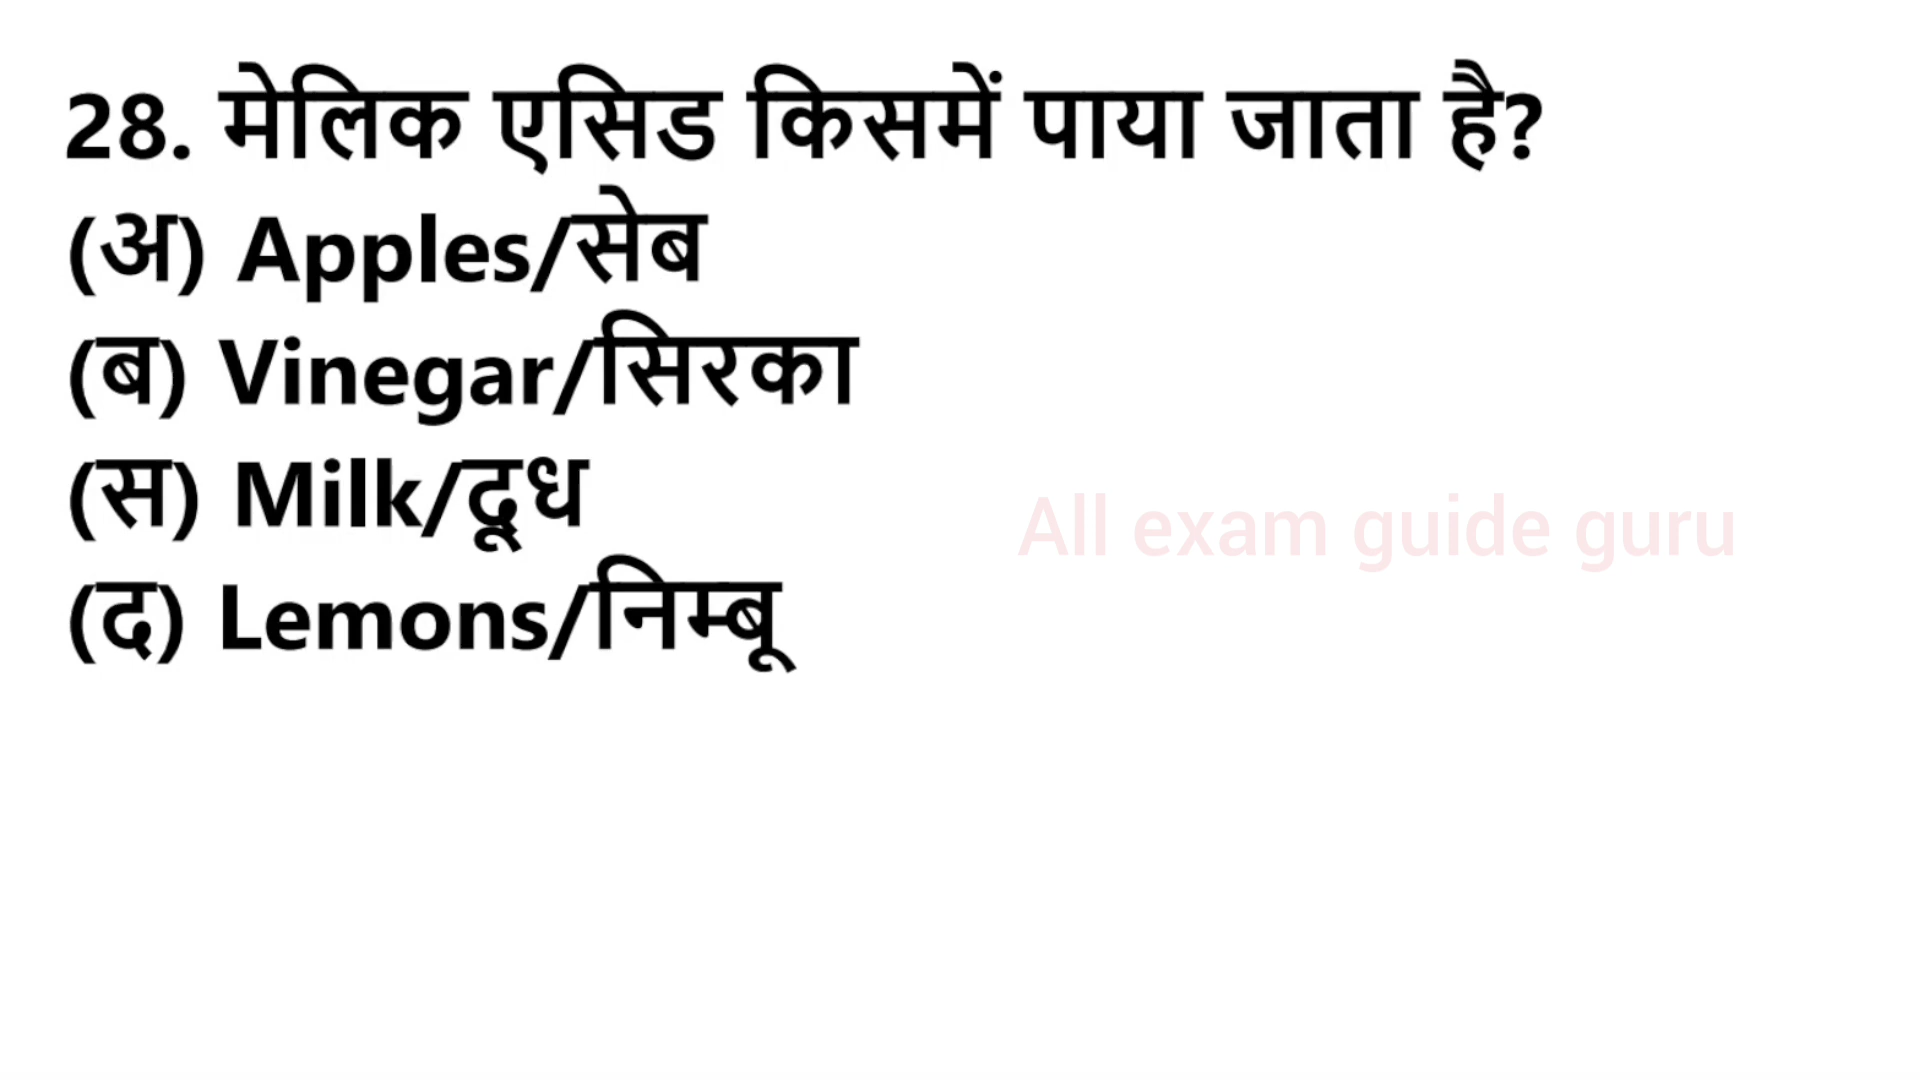 28. मेलिक एसिड किसमें पाया जाता है?
(अ) Apples/सेब
(ब) Vinegar/सिरका
(स) Milk/दूध
All exam guide guru
(द) Lemons/निम्बू